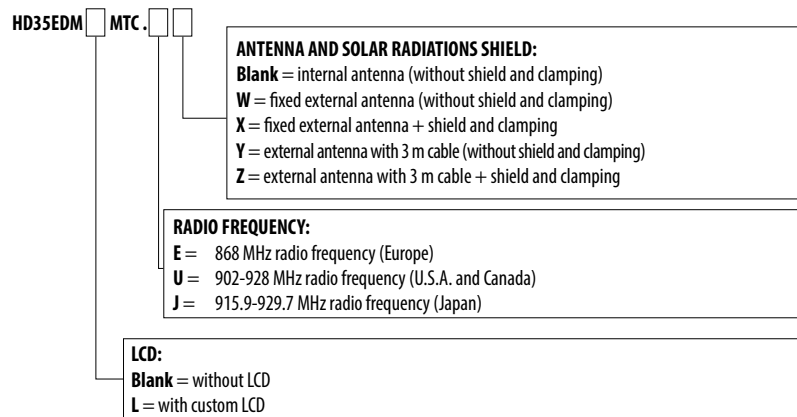 HD35EDM MTC.
ANTENNA AND SOLAR RADIATIONS SHIELD:
Blank = internal antenna (without shield and clamping)
W = fixed external antenna (without shield and clamping)
X = fixed external antenna + shield and clamping
Y = external antenna with 3 m cable (without shield and clamping)
Z = external antenna with 3 m cable + shield and clamping
RADIO FREQUENCY:
E = 868 MHz radio frequency (Europe)
U = 902-928 MHz radio frequency (U.S.A. and Canada)
J = 915.9-929.7 MHz radio frequency (Japan)
LCD:
Blank = without LCD
L = with custom LCD